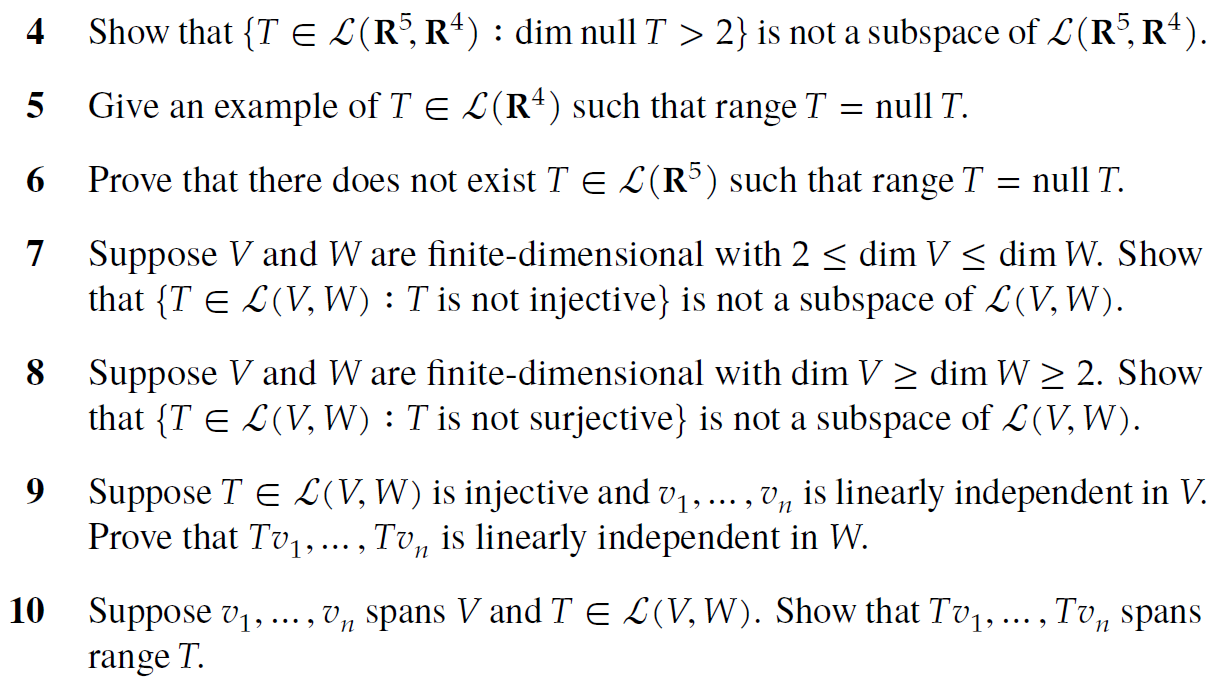 4 Show that {T ∈ ℒ(R⁵, R⁴) : dim null T > 2} is not a subspace of ℒ(R⁵, R⁴).
5 Give an example of T ∈ ℒ(R⁴) such that range T = null T.
6 Prove that there does not exist T ∈ ℒ(R⁵) such that range T = null T.
7 Suppose V and W are finite-dimensional with 2 ≤ dim V ≤ dim W. Show
that {T ∈ ℒ(V, W) : T is not injective} is not a subspace of ℒ(V, W).
8 Suppose V and W are finite-dimensional with dim V ≥ dim W ≥ 2. Show
that {T ∈ ℒ(V, W) : T is not surjective} is not a subspace of ℒ(V, W).
9 Suppose T ∈ ℒ(V, W) is injective and v₁, … , vₙ is linearly independent in V.
Prove that Tv₁, … , Tvₙ is linearly independent in W.
10 Suppose v₁, … , vₙ spans V and T ∈ ℒ(V, W). Show that Tv₁, … , Tvₙ spans
range T.